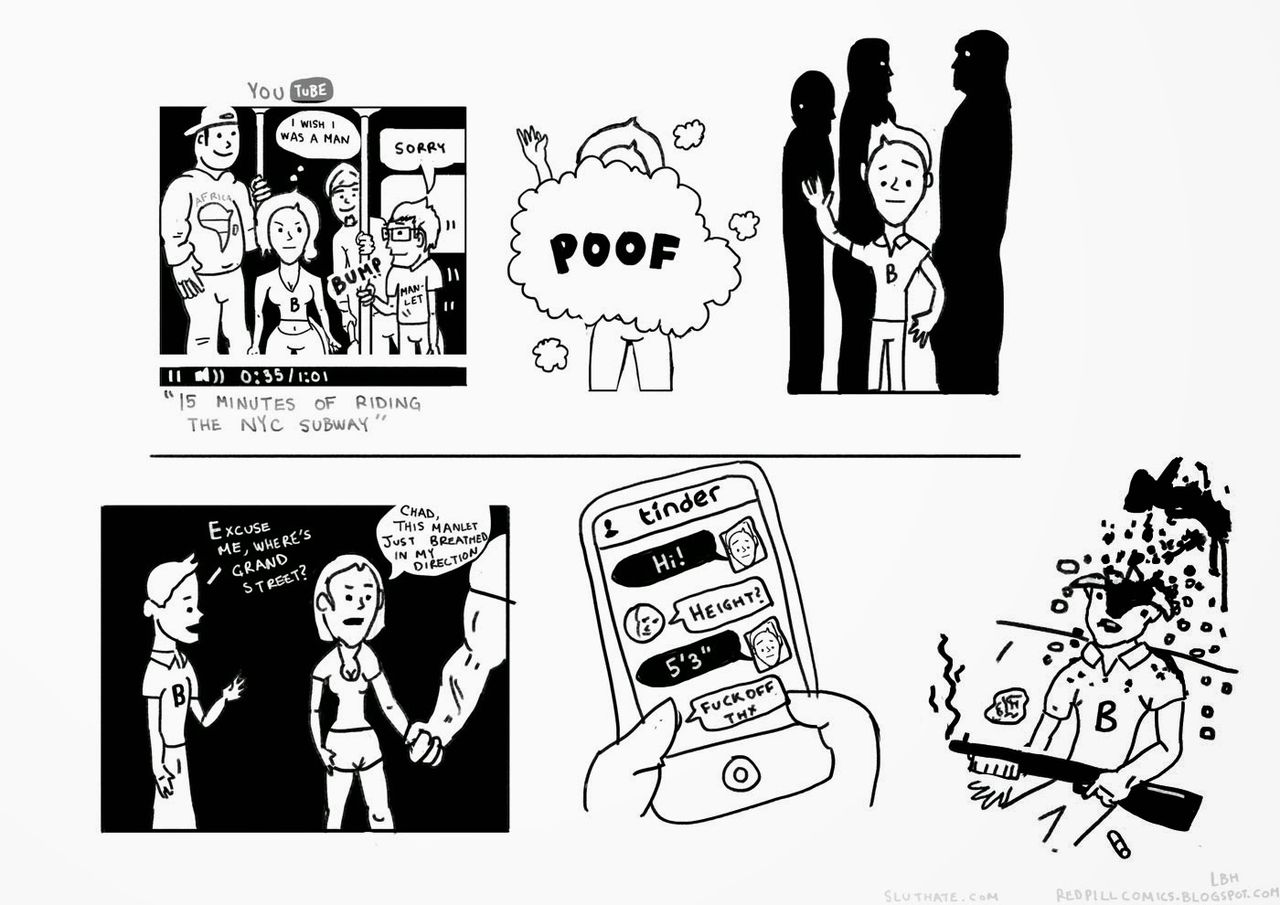 YOU TUBE
I WISH I
WAS A MAN
SORRY
AFRICA
B
BUMP
MAN-
LET
0:35/1:01
"15 MINUTES OF RIDING
THE NYC SUBWAY"
POOF
B
EXCUSE
ME, WHERE'S
GRAND
STREET?
B
CHAD,
THIS MANLET
JUST BREATHED
IN MY
DIRECTION
tinder
Hi!
HEIGHT?
5'3"
FUCK OFF
THX
B
LBM
SLUTHATE.COM
REDPILLCOMICS.BLOGSPOT.COM